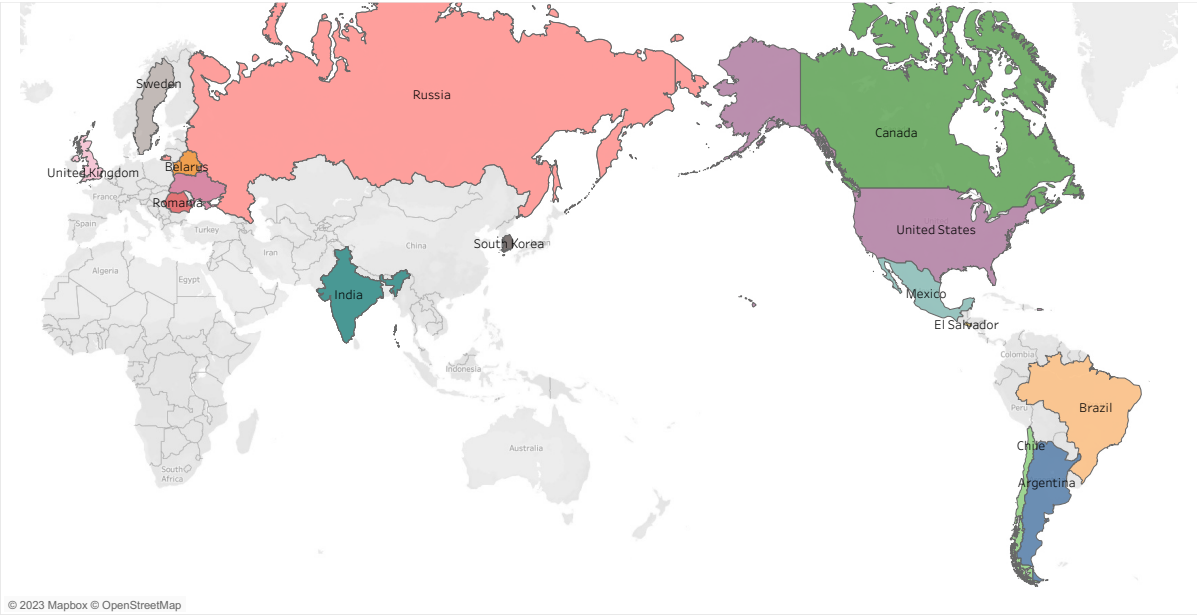 Sweden
Russia
Canada
United Kingdom
Belarus
France
Romania
Spain
Turkey
United States
South Korea
China
Iran
Algeria
Egypt
India
Mexico
El Salvador
Colombia
Indonesia
Peru
Brazil
Chile
Australia
South
Africa
Argentina
© 2023 Mapbox © OpenStreetMap